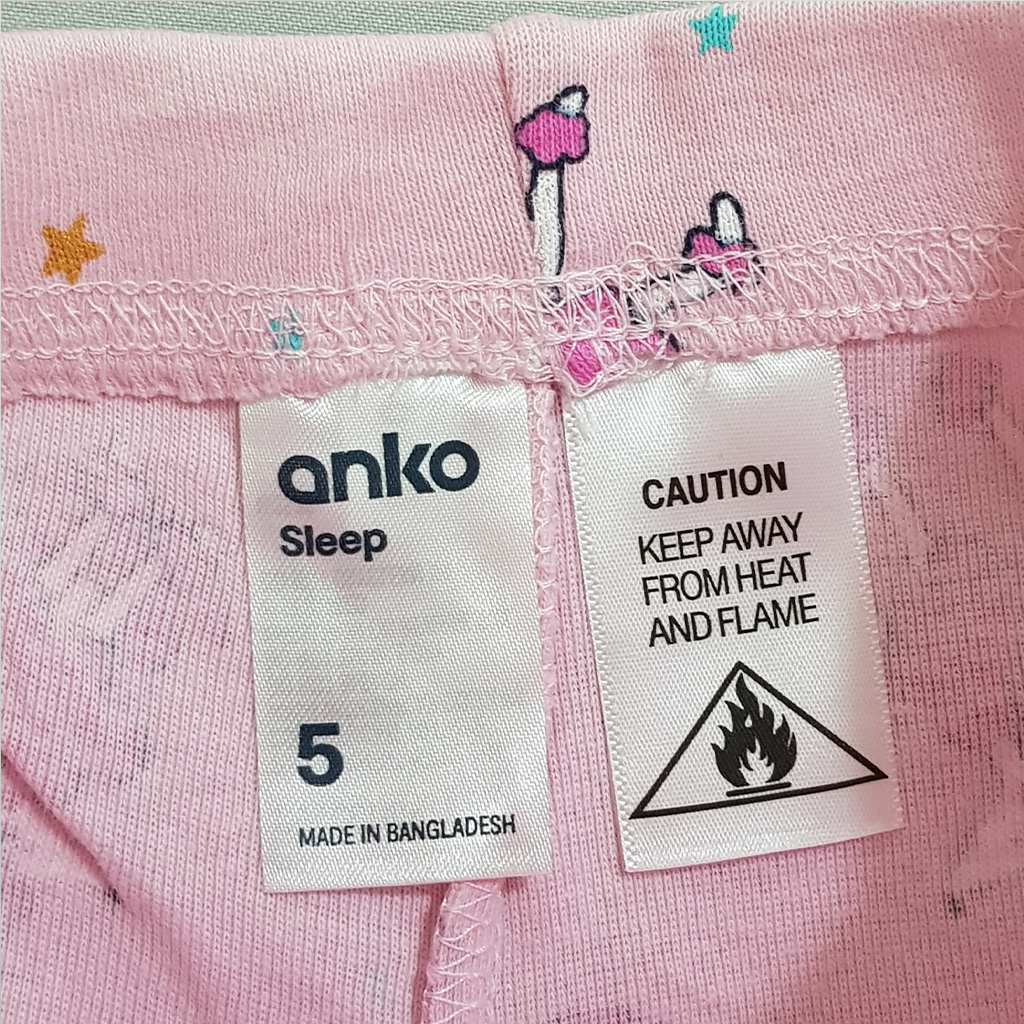 anko
Sleep
5
MADE IN BANGLADESH
CAUTION
KEEP AWAY
FROM HEAT
AND FLAME